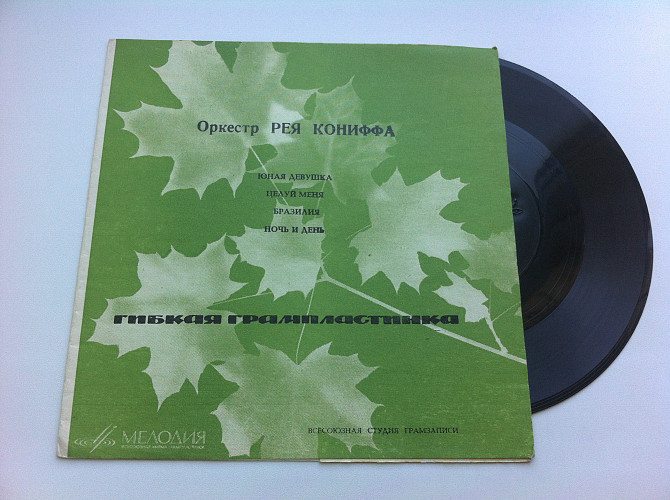 Оркестр РЕЯ КОНИФФА
ЮНАЯ ДЕВУШКА
ЦЕЛУЙ МЕНЯ
БРАЗИЛИЯ
НОЧЬ И ДЕНЬ
ГИБКАЯ ГРАМПЛАСТИНКА
МЕЛОДИЯ
ВСЕСОЮЗНАЯ СТУДИЯ ГРАМЗАПИСИ